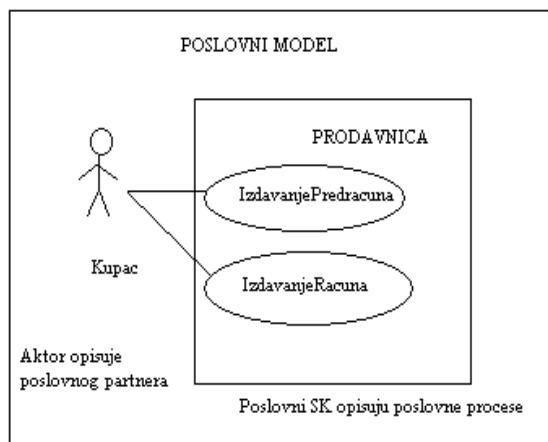 POSLOVNI MODEL
PRODAVNICA
IzdavanjePredracuna
IzdavanjeRacuna
Kupac
Aktor opisuje
poslovnog partnera
Poslovni SK opisuju poslovne procese